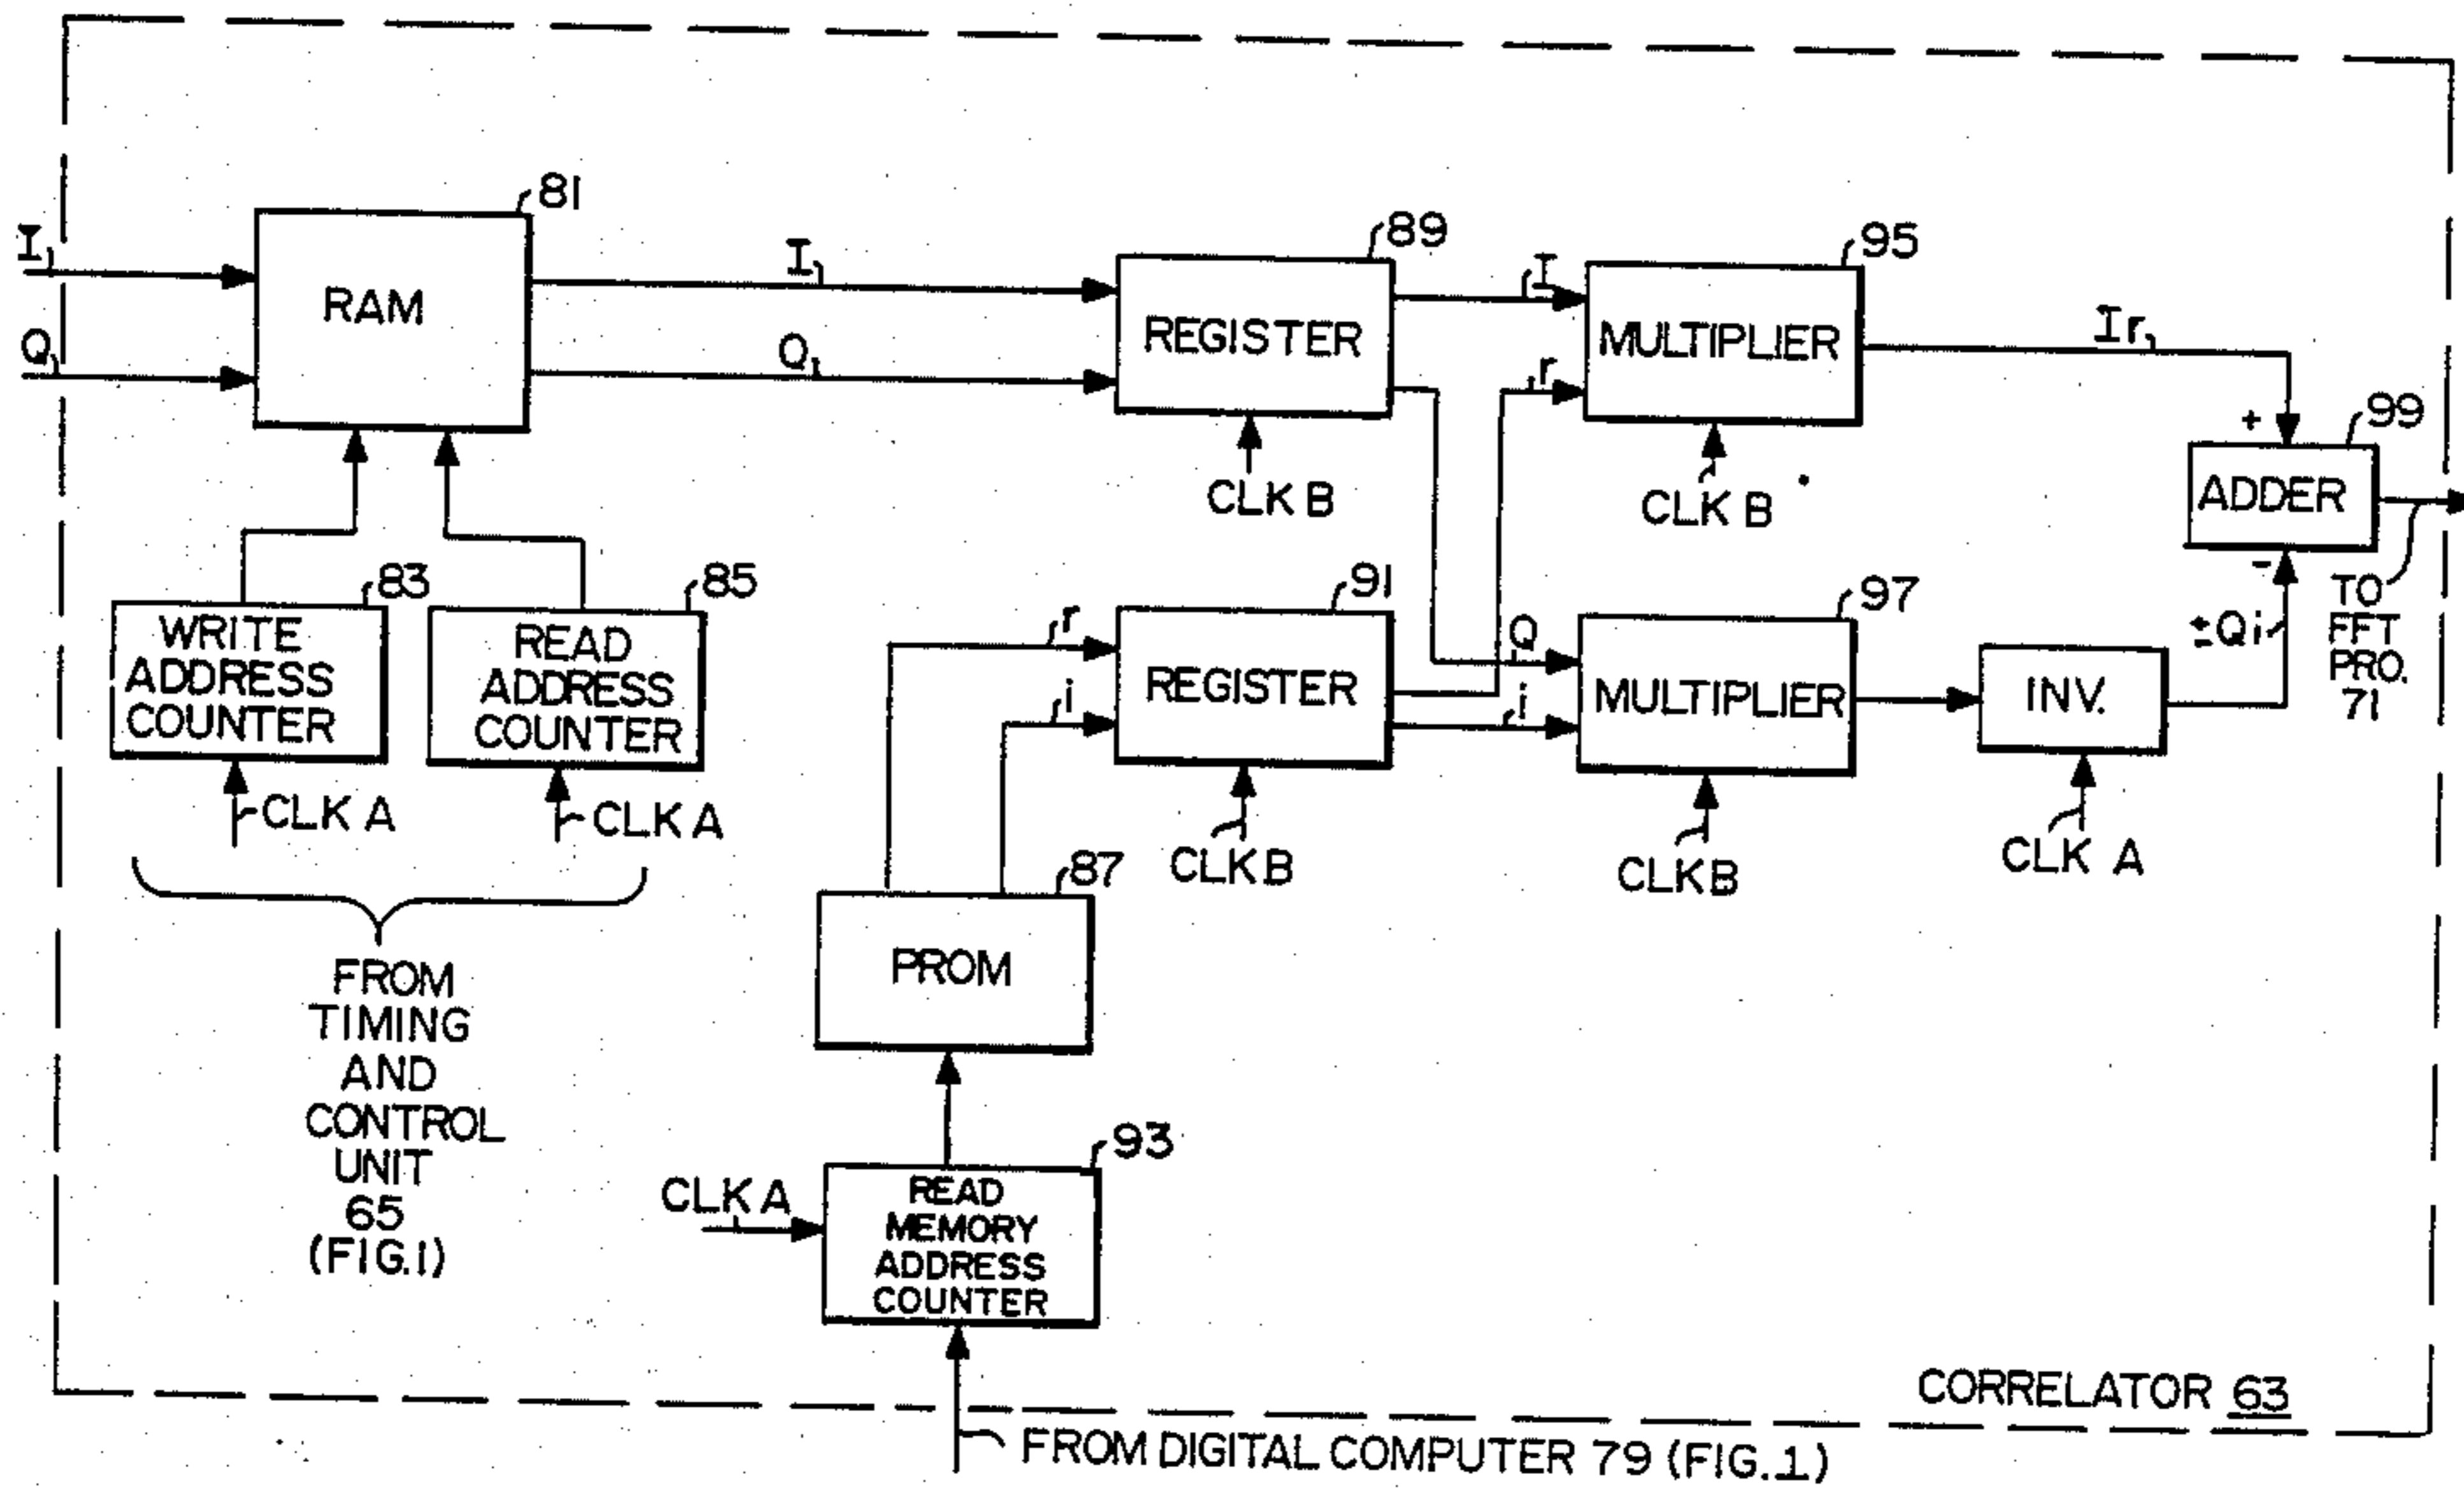 I
Q
RAM
81
I
Q
REGISTER
89
CLK B
I
r
MULTIPLIER
95
CLK B
Ir
+
ADDER
99
-
±Qi
TO
FFT
PRO.
71
WRITE
ADDRESS
COUNTER
83
CLK A
READ
ADDRESS
COUNTER
85
CLK A
FROM
TIMING
AND
CONTROL
UNIT
65
(FIG.1)
r
i
REGISTER
91
CLK B
Q
i
MULTIPLIER
97
CLK B
INV.
CLK A
PROM
87
CLK A
READ
MEMORY
ADDRESS
COUNTER
93
FROM DIGITAL COMPUTER 79 (FIG. 1)
CORRELATOR 63